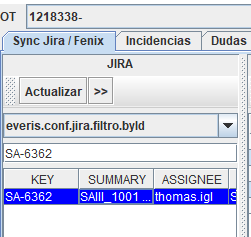 OT 1218338-
Sync Jira / Fenix Incidencias Dudas
JIRA
Actualizar >>
everis.conf.jira.filtro.byId
SA-6362
KEY SUMMARY ASSIGNEE
SA-6362 SAIII_1001 ... thomas.igl S